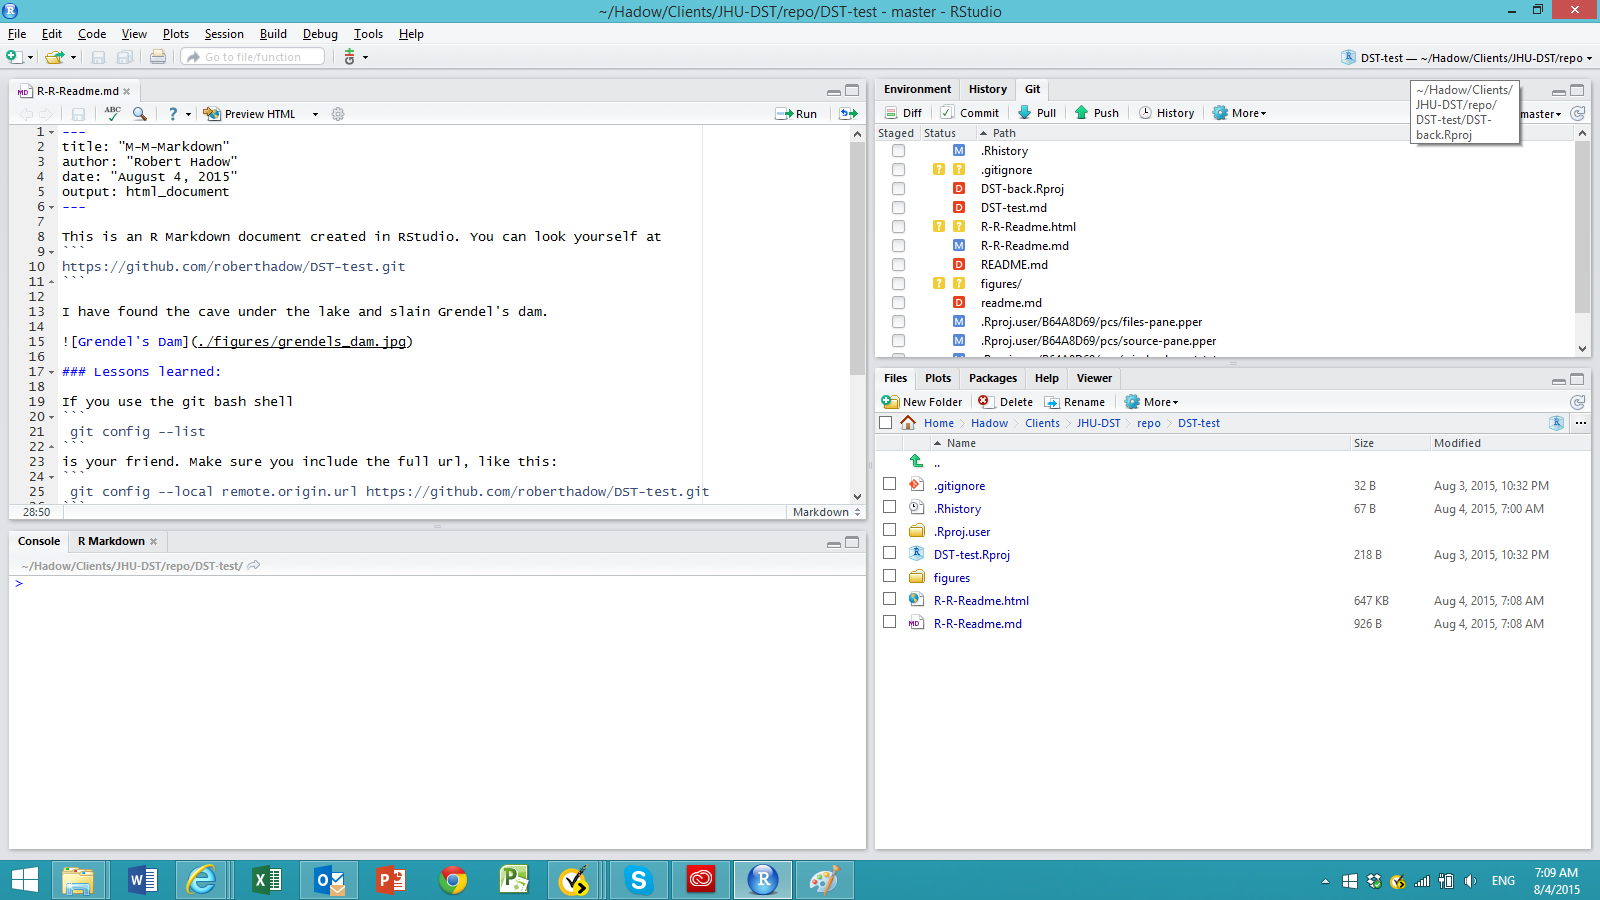 ~/Hadow/Clients/JHU-DST/repo/DST-test - master - RStudio
File Edit Code View Plots Session Build Debug Tools Help
Go to file/function
DST-test — ~/Hadow/Clients/JHU-DST/repo
R-R-Readme.md
ABC
Preview HTML
Run
1 ---
2 title: "M-M-Markdown"
3 author: "Robert Hadow"
4 date: "August 4, 2015"
5 output: html_document
6 ---
7
8 This is an R Markdown document created in RStudio. You can look yourself at
9 ```
10 https://github.com/roberthadow/DST-test.git
11 ```
12
13 I have found the cave under the lake and slain Grendel's dam.
14
15 ![Grendel's Dam](./figures/grendels_dam.jpg)
16
17 ### Lessons learned:
18
19 If you use the git bash shell
20 ```
21 git config --list
22 ```
23 is your friend. Make sure you include the full url, like this:
24 ```
25 git config --local remote.origin.url https://github.com/roberthadow/DST-test.git
28:50
Markdown
Console R Markdown
~/Hadow/Clients/JHU-DST/repo/DST-test/
>
Environment History Git
Diff Commit Pull Push History More master
~/Hadow/Clients/
JHU-DST/repo/
DST-test/DST-
back.Rproj
Staged Status Path
M .Rhistory
? ? .gitignore
D DST-back.Rproj
D DST-test.md
? ? R-R-Readme.html
M R-R-Readme.md
D README.md
? ? figures/
D readme.md
M .Rproj.user/B64A8D69/pcs/files-pane.pper
M .Rproj.user/B64A8D69/pcs/source-pane.pper
Files Plots Packages Help Viewer
New Folder Delete Rename More
Home Hadow Clients JHU-DST repo DST-test ...
Name Size Modified
..
.gitignore 32 B Aug 3, 2015, 10:32 PM
.Rhistory 67 B Aug 4, 2015, 7:00 AM
.Rproj.user
DST-test.Rproj 218 B Aug 3, 2015, 10:32 PM
figures
R-R-Readme.html 647 KB Aug 4, 2015, 7:08 AM
R-R-Readme.md 926 B Aug 4, 2015, 7:08 AM
ENG
7:09 AM
8/4/2015